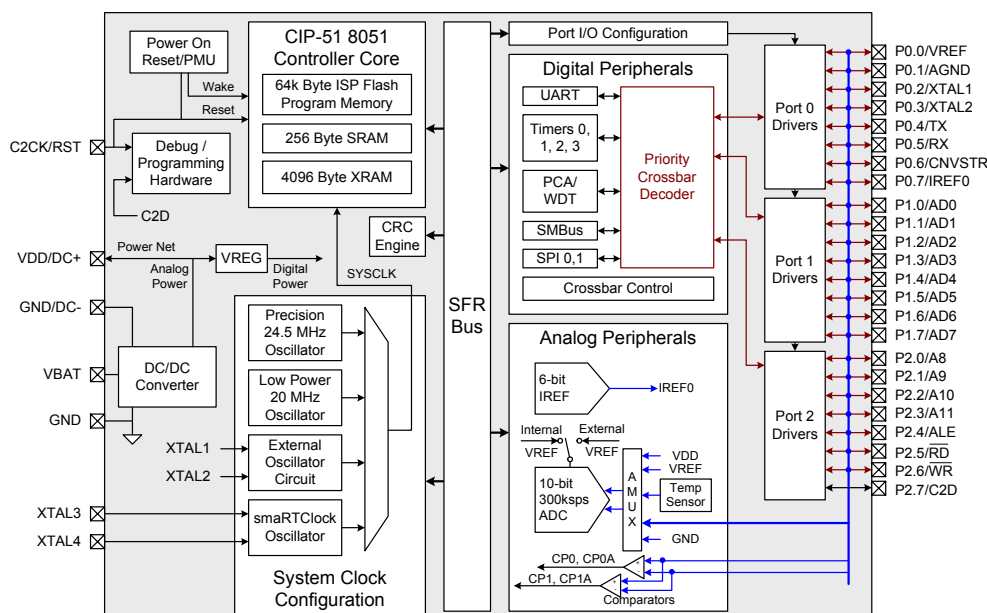 Power On
Reset/PMU
Wake
Reset
C2CK/RST
Debug /
Programming
Hardware
C2D
CIP-51 8051
Controller Core
64k Byte ISP Flash
Program Memory
256 Byte SRAM
4096 Byte XRAM
VDD/DC+
Power Net
Analog
Power
VREG
Digital
Power
SYSCLK
CRC
Engine
GND/DC-
VBAT
GND
DC/DC
Converter
Precision
24.5 MHz
Oscillator
Low Power
20 MHz
Oscillator
XTAL1
XTAL2
External
Oscillator
Circuit
XTAL3
XTAL4
smaRTClock
Oscillator
System Clock
Configuration
SFR
Bus
Port I/O Configuration
Digital Peripherals
UART
Timers 0,
1, 2, 3
PCA/
WDT
SMBus
SPI 0,1
Priority
Crossbar
Decoder
Crossbar Control
Analog Peripherals
6-bit
IREF
IREF0
Internal
VREF
External
VREF
10-bit
300ksps
ADC
A
M
U
X
VDD
VREF
Temp
Sensor
GND
CP0, CP0A
CP1, CP1A
+
-
+
-
Comparators
Port 0
Drivers
Port 1
Drivers
Port 2
Drivers
P0.0/VREF
P0.1/AGND
P0.2/XTAL1
P0.3/XTAL2
P0.4/TX
P0.5/RX
P0.6/CNVSTR
P0.7/IREF0
P1.0/AD0
P1.1/AD1
P1.2/AD2
P1.3/AD3
P1.4/AD4
P1.5/AD5
P1.6/AD6
P1.7/AD7
P2.0/A8
P2.1/A9
P2.2/A10
P2.3/A11
P2.4/ALE
P2.5/R̅D̅
P2.6/W̅R̅
P2.7/C2D